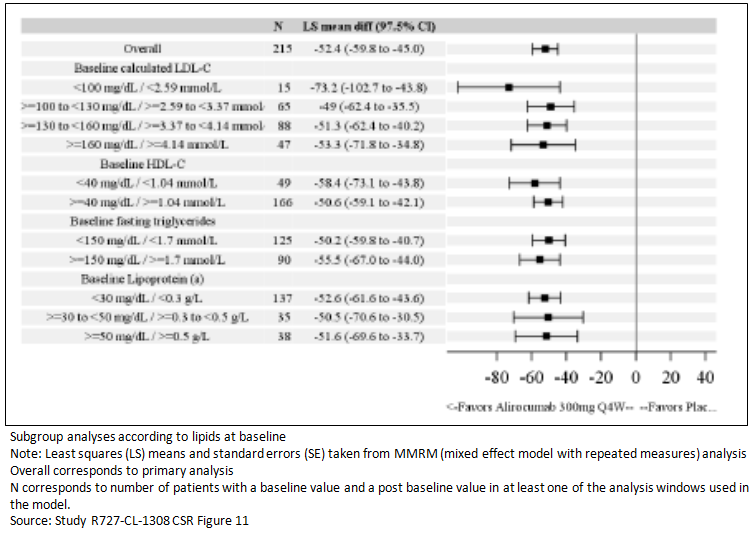 N LS mean diff (97.5% CI)
Overall 215 -52.4 (-59.8 to -45.0)
Baseline calculated LDL-C
<100 mg/dL / <2.59 mmol/L 15 -73.2 (-102.7 to -43.8)
>=100 to <130 mg/dL / >=2.59 to <3.37 mmol 65 -49 (-62.4 to -35.5)
>=130 to <160 mg/dL / >=3.37 to <4.14 mmol 88 -51.3 (-62.4 to -40.2)
>=160 mg/dL / >=4.14 mmol/L 47 -53.3 (-71.8 to -34.8)
Baseline HDL-C
<40 mg/dL / <1.04 mmol/L 49 -58.4 (-73.1 to -43.8)
>=40 mg/dL / >=1.04 mmol/L 166 -50.6 (-59.1 to -42.1)
Baseline fasting triglycerides
<150 mg/dL / <1.7 mmol/L 125 -50.2 (-59.8 to -40.7)
>=150 mg/dL / >=1.7 mmol/L 90 -55.5 (-67.0 to -44.0)
Baseline Lipoprotein (a)
<30 mg/dL / <0.3 g/L 137 -52.6 (-61.6 to -43.6)
>=30 to <50 mg/dL / >=0.3 to <0.5 g/L 35 -50.5 (-70.6 to -30.5)
>=50 mg/dL / >=0.5 g/L 38 -51.6 (-69.6 to -33.7)
-80 -60 -40 -20 0 20 40
<-Favors Alirocumab 300mg Q4W-- --Favors Plac...
Subgroup analyses according to lipids at baseline
Note: Least squares (LS) means and standard errors (SE) taken from MMRM (mixed effect model with repeated measures) analysis
Overall corresponds to primary analysis
N corresponds to number of patients with a baseline value and a post baseline value in at least one of the analysis windows used in
the model.
Source: Study R727-CL-1308 CSR Figure 11